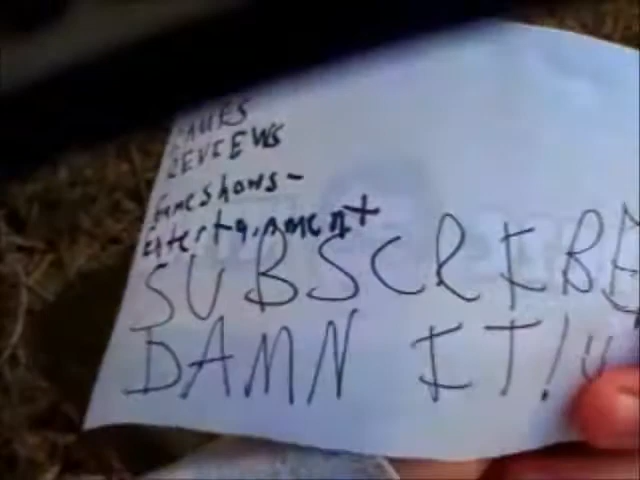 GAMES
REVIEWS
Gameshows-
entertainment
SUBSCRIBE
DAMN IT!